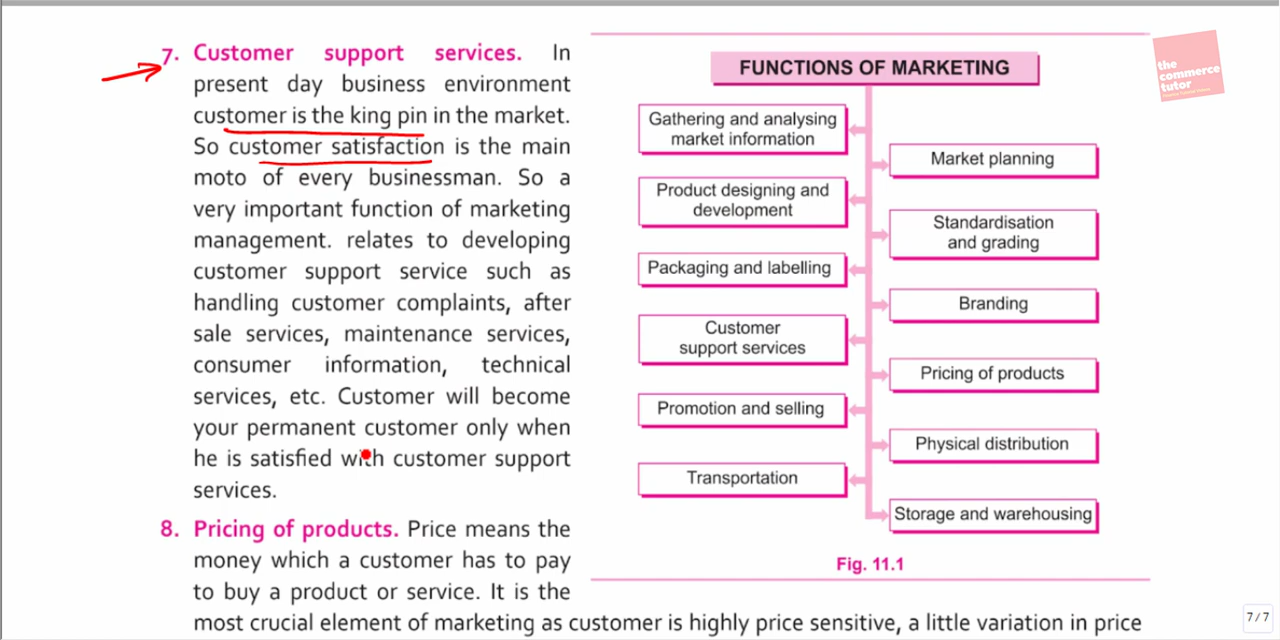 7. Customer support services. In
present day business environment
customer is the king pin in the market.
So customer satisfaction is the main
moto of every businessman. So a
very important function of marketing
management. relates to developing
customer support service such as
handling customer complaints, after
sale services, maintenance services,
consumer information, technical
services, etc. Customer will become
your permanent customer only when
he is satisfied with customer support
services.
8. Pricing of products. Price means the
money which a customer has to pay
to buy a product or service. It is the
most crucial element of marketing as customer is highly price sensitive, a little variation in price
FUNCTIONS OF MARKETING
Gathering and analysing
market information
Market planning
Product designing and
development
Standardisation
and grading
Packaging and labelling
Branding
Customer
support services
Pricing of products
Promotion and selling
Physical distribution
Transportation
Storage and warehousing
Fig. 11.1
the
commerce
tutor
7/7